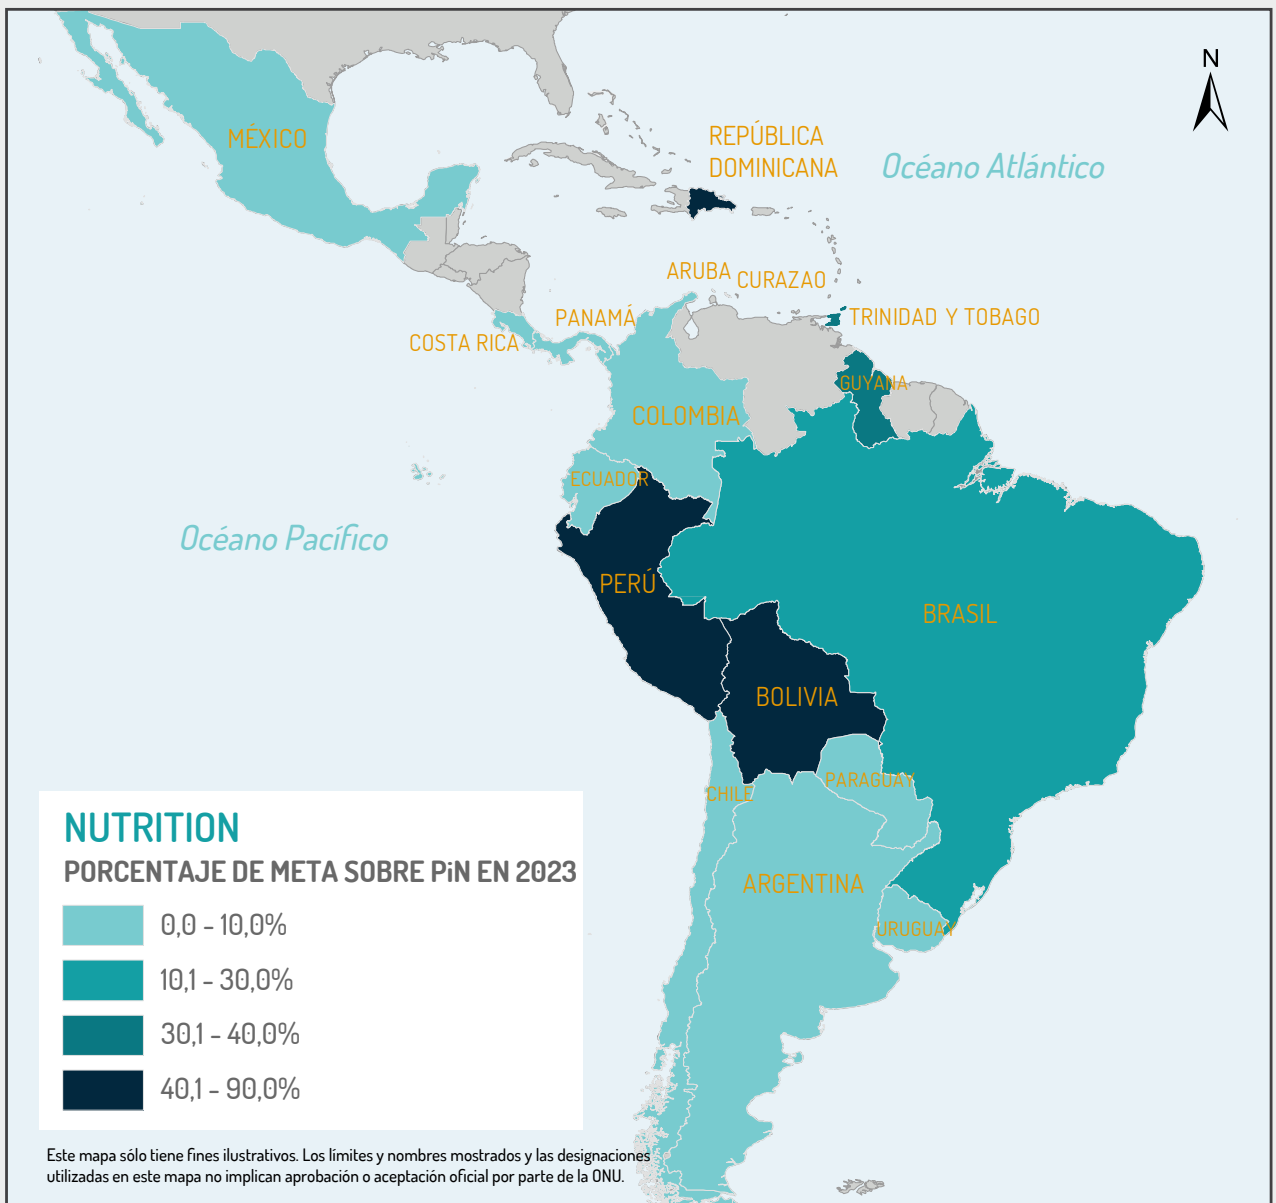 N
REPÚBLICA
DOMINICANA
Océano Atlántico
MÉXICO
ARUBA
CURAZAO
PANAMÁ
TRINIDAD Y TOBAGO
COSTA RICA
GUYANA
COLOMBIA
ECUADOR
Océano Pacífico
PERÚ
BRASIL
BOLIVIA
PARAGUAY
CHILE
ARGENTINA
URUGUAY
NUTRITION
PORCENTAJE DE META SOBRE PiN EN 2023
0,0 - 10,0%
10,1 - 30,0%
30,1 - 40,0%
40,1 - 90,0%
Este mapa sólo tiene fines ilustrativos. Los límites y nombres mostrados y las designaciones
utilizadas en este mapa no implican aprobación o aceptación oficial por parte de la ONU.